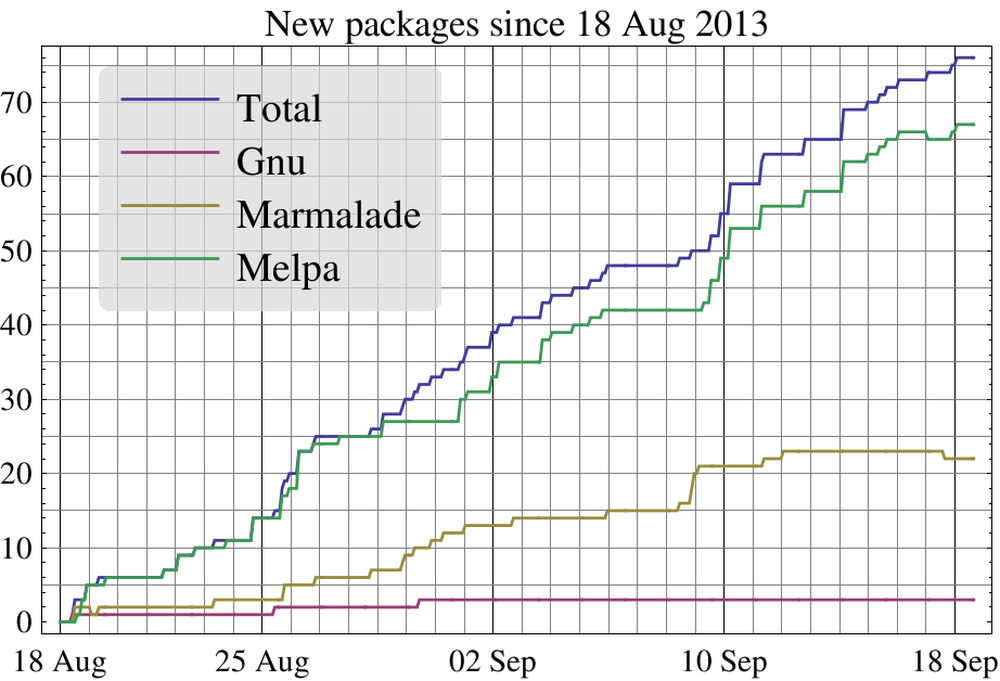 New packages since 18 Aug 2013
Total
Gnu
Marmalade
Melpa
70
60
50
40
30
20
10
0
18 Aug 25 Aug 02 Sep 10 Sep 18 Sep